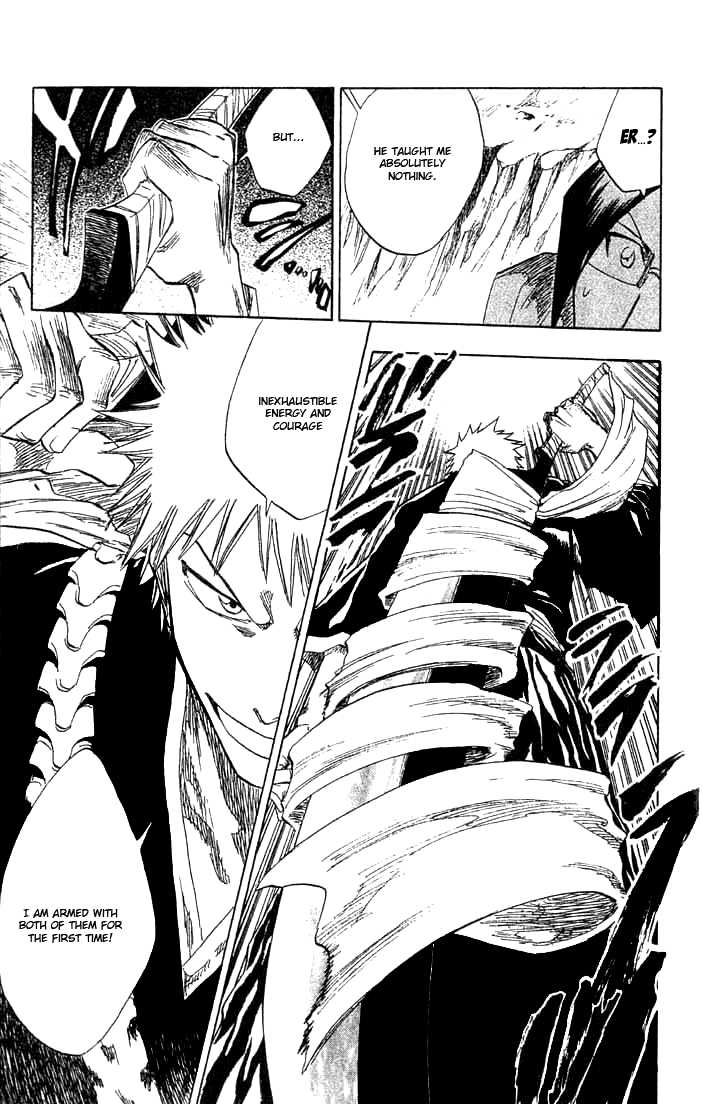 ER...?
HE TAUGHT ME
ABSOLUTELY
NOTHING.
BUT...
INEXHAUSTIBLE
ENERGY AND
COURAGE
I AM ARMED WITH
BOTH OF THEM FOR
THE FIRST TIME!